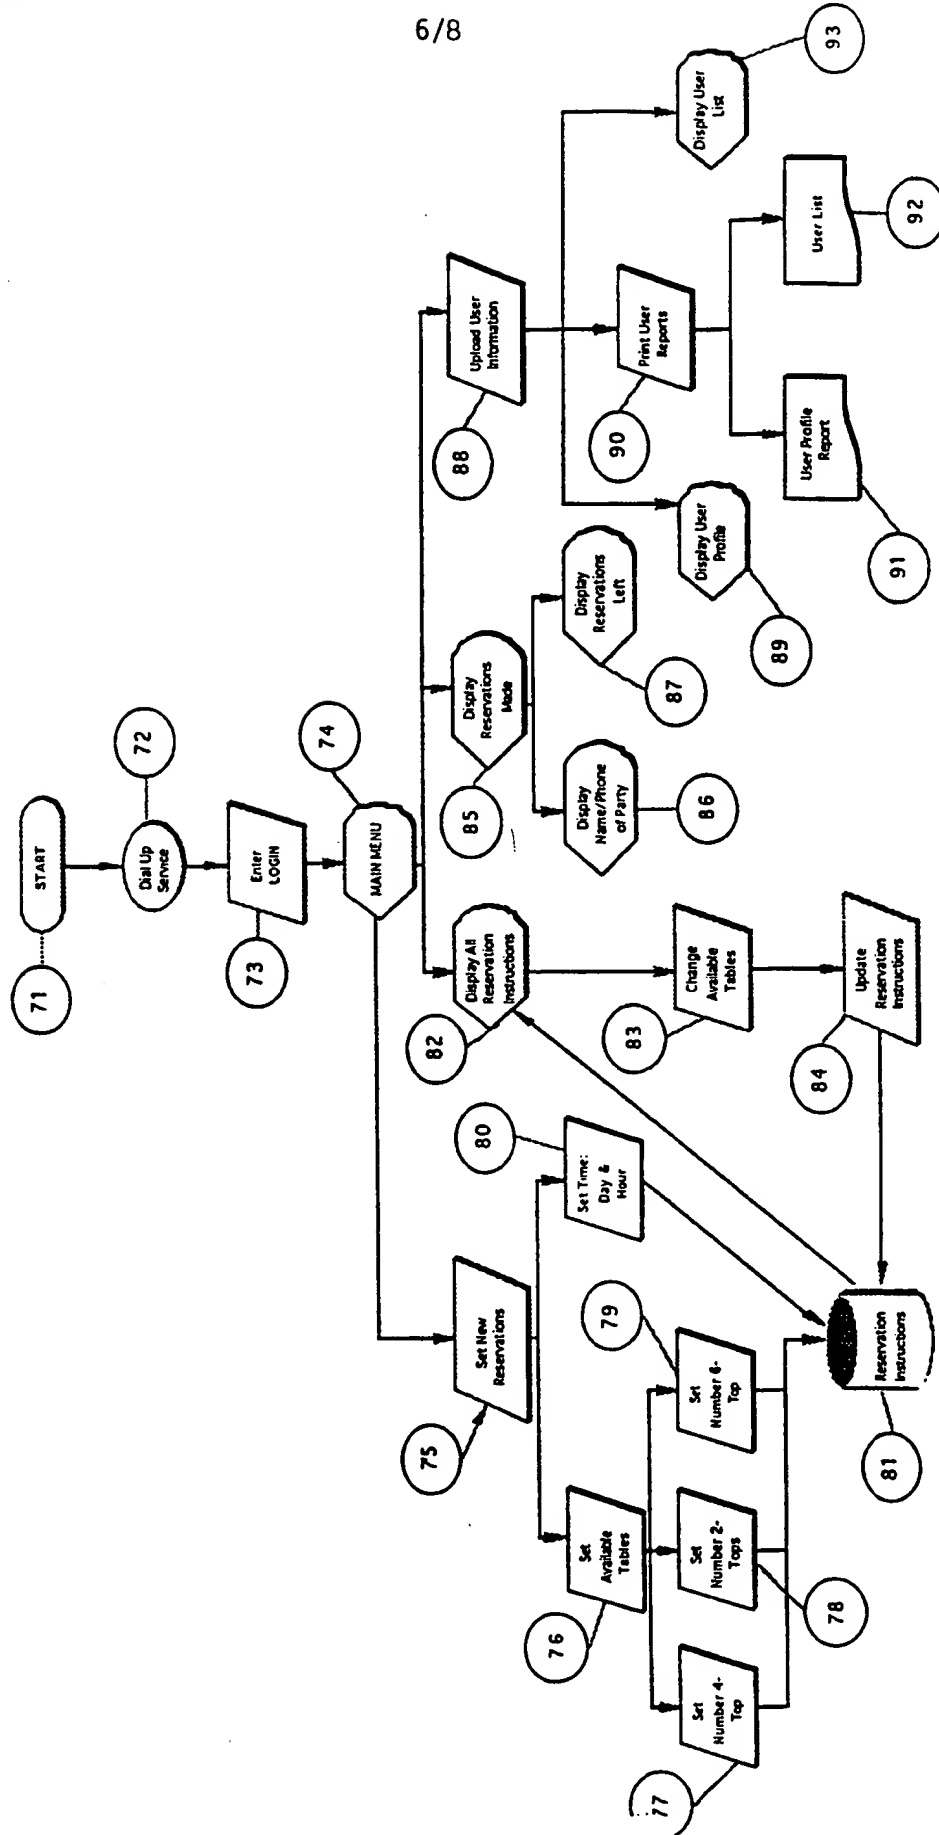 6/8
START
71
Dial Up
Service
72
Enter
LOGIN
73
MAIN MENU
74
Set New
Reservations
75
Set
Available
Tables
76
Set
Number 4-
Top
77
Set
Number 2-
Tops
78
Set
Number 6-
Top
79
Set Time:
Day &
Hour
80
Reservation
Instructions
81
Display All
Reservation
Instructions
82
Change
Available
Tables
83
Update
Reservation
Instructions
84
Display
Reservations
Made
85
Display
Name/Phone
of Party
86
Display
Reservations
Left
87
Upload User
Information
88
Display User
Profile
89
Print User
Reports
90
User Profile
Report
91
User List
92
Display User
List
93